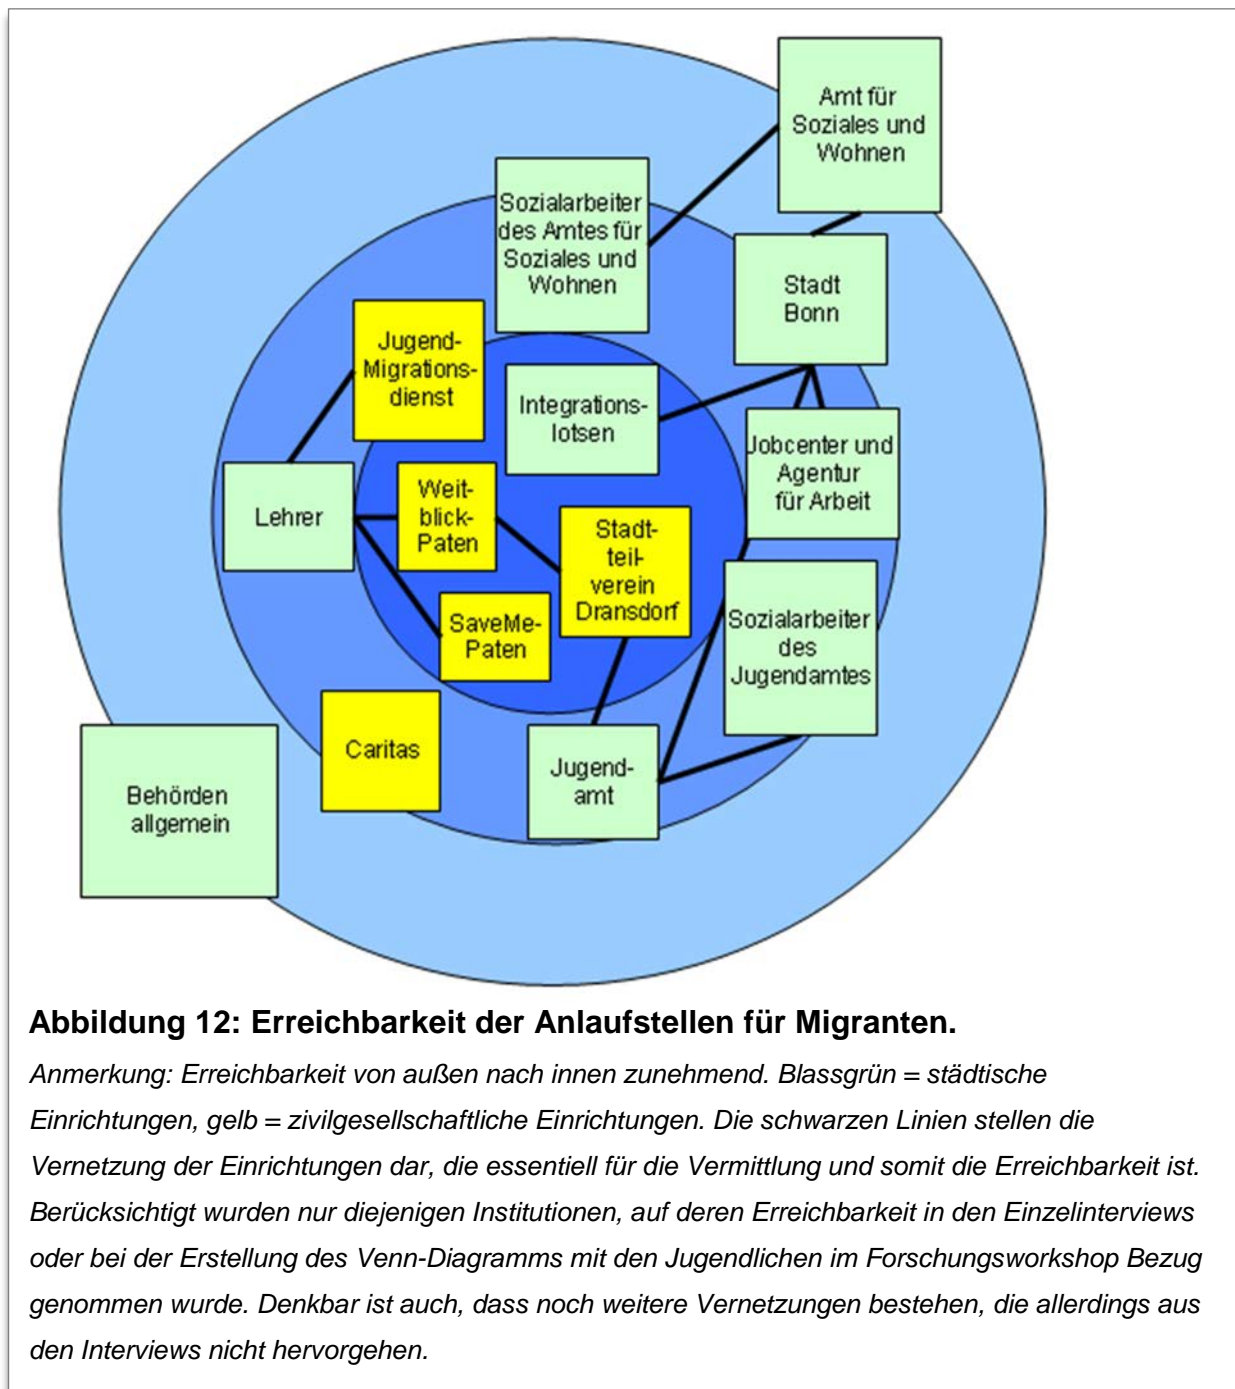 Amt für
Soziales und
Wohnen
Sozialarbeiter
des Amtes für
Soziales und
Wohnen
Stadt
Bonn
Jugend-
Migrations-
dienst
Integrations-
lotsen
Jobcenter und
Agentur
für Arbeit
Lehrer
Weit-
blick-
Paten
Stadt-
teil-
verein
Dransdorf
SaveMe-
Paten
Sozialarbeiter
des
Jugendamtes
Caritas
Jugend-
amt
Behörden
allgemein
Abbildung 12: Erreichbarkeit der Anlaufstellen für Migranten.
Anmerkung: Erreichbarkeit von außen nach innen zunehmend. Blassgrün = städtische
Einrichtungen, gelb = zivilgesellschaftliche Einrichtungen. Die schwarzen Linien stellen die
Vernetzung der Einrichtungen dar, die essentiell für die Vermittlung und somit die Erreichbarkeit ist.
Berücksichtigt wurden nur diejenigen Institutionen, auf deren Erreichbarkeit in den Einzelinterviews
oder bei der Erstellung des Venn-Diagramms mit den Jugendlichen im Forschungsworkshop Bezug
genommen wurde. Denkbar ist auch, dass noch weitere Vernetzungen bestehen, die allerdings aus
den Interviews nicht hervorgehen.